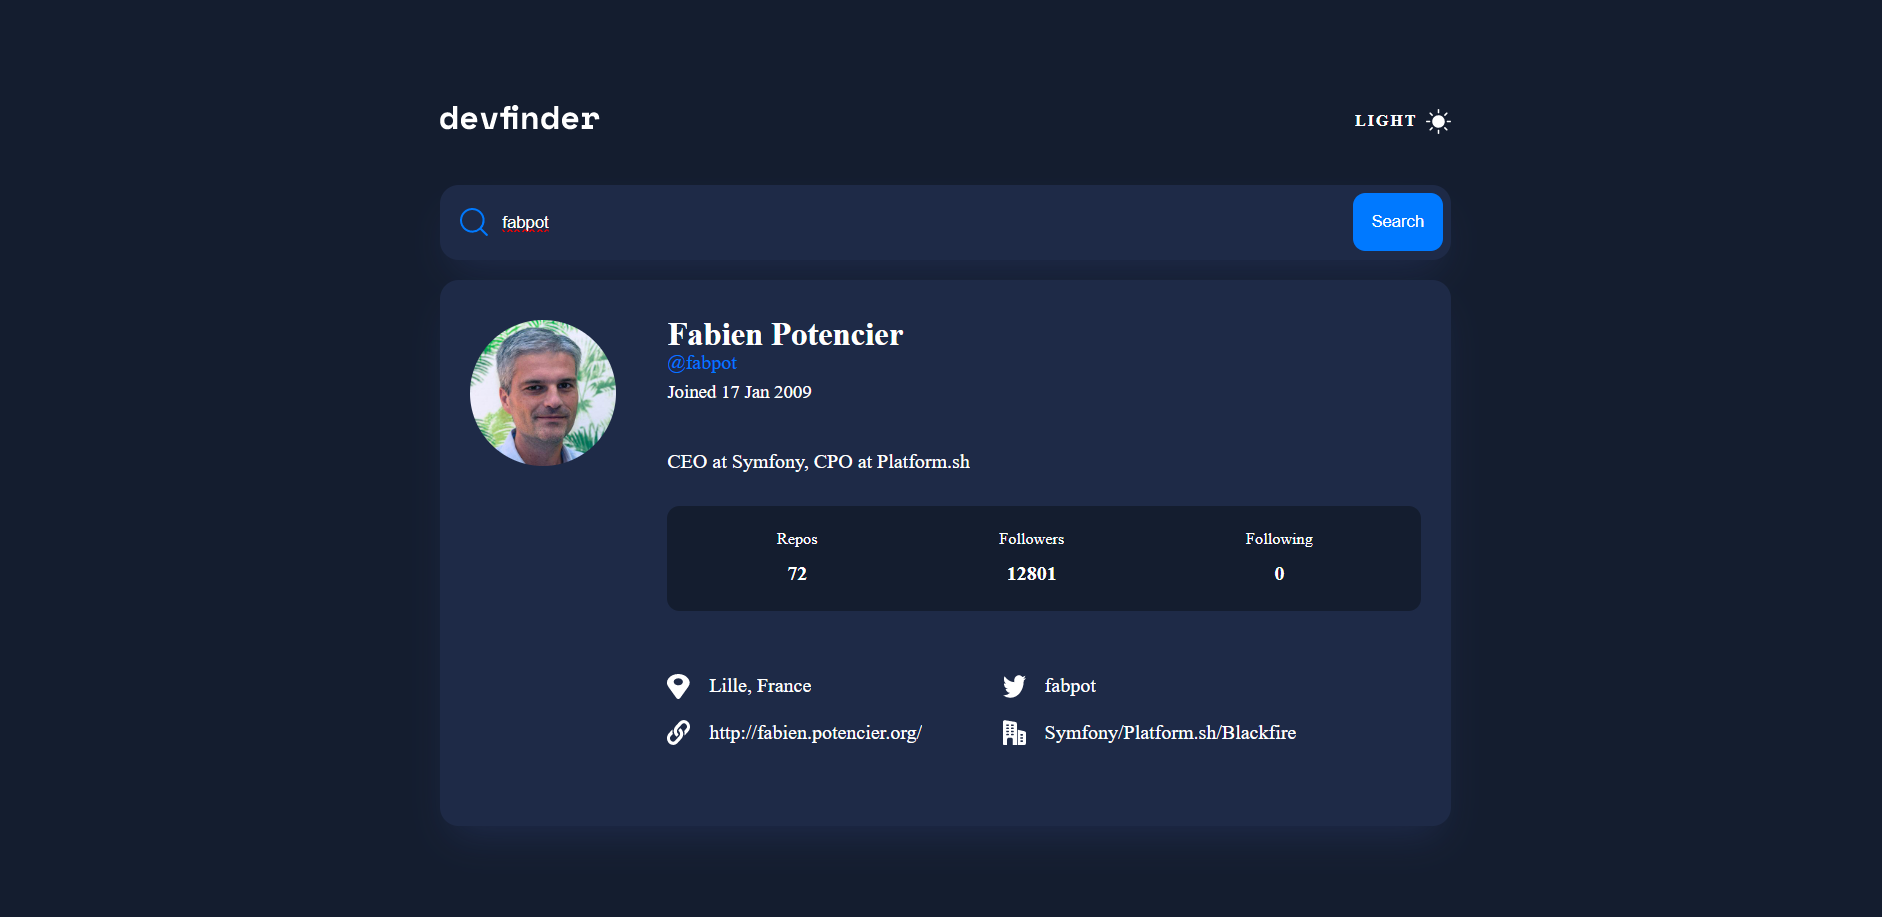 devfinder
LIGHT
fabpot
Search
Fabien Potencier
@fabpot
Joined 17 Jan 2009
CEO at Symfony, CPO at Platform.sh
Repos Followers Following
72 12801 0
Lille, France fabpot
http://fabien.potencier.org/ Symfony/Platform.sh/Blackfire